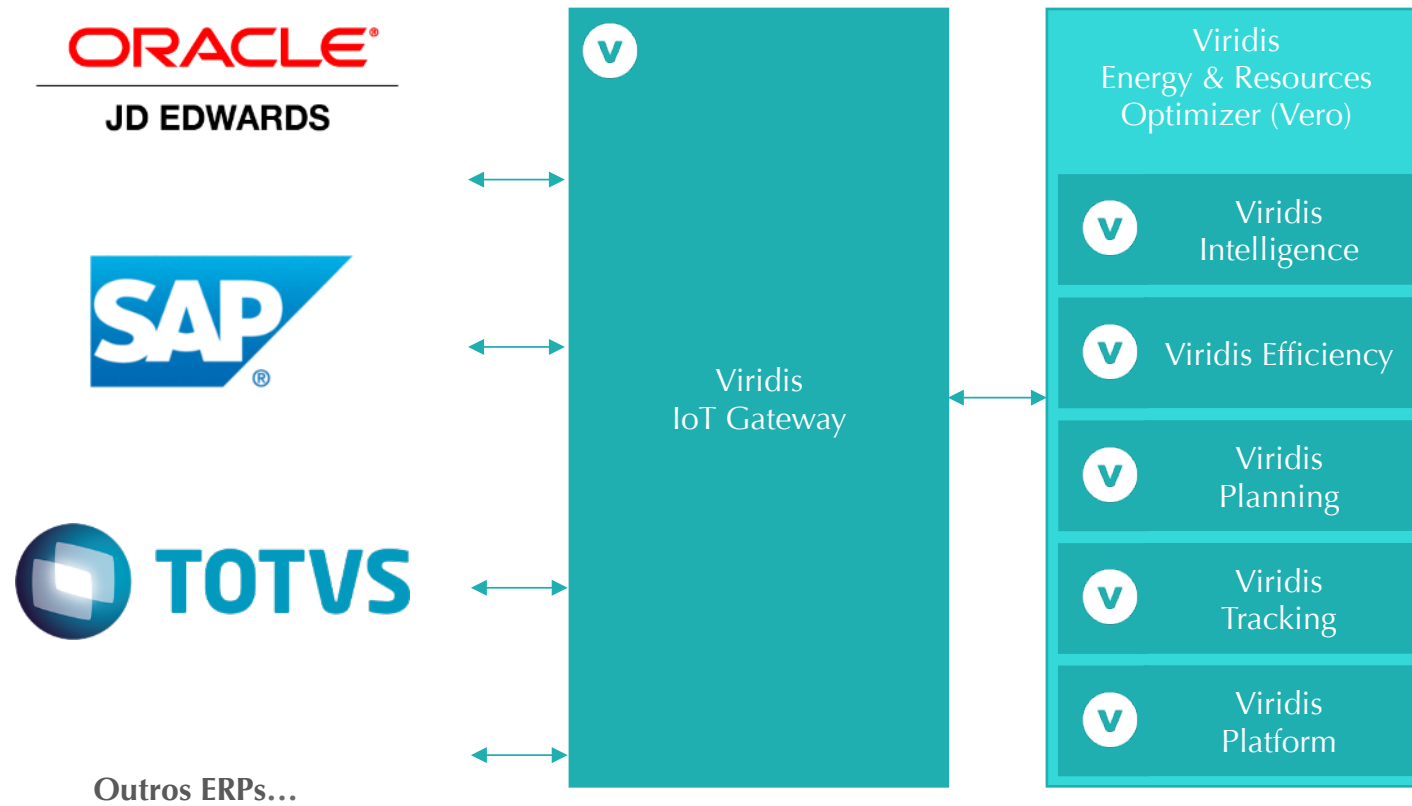 ORACLE®
JD EDWARDS
SAP
®
TOTVS
Outros ERPs...
V
Viridis
IoT Gateway
Viridis
Energy & Resources
Optimizer (Vero)
V
Viridis
Intelligence
V
Viridis Efficiency
V
Viridis
Planning
V
Viridis
Tracking
V
Viridis
Platform